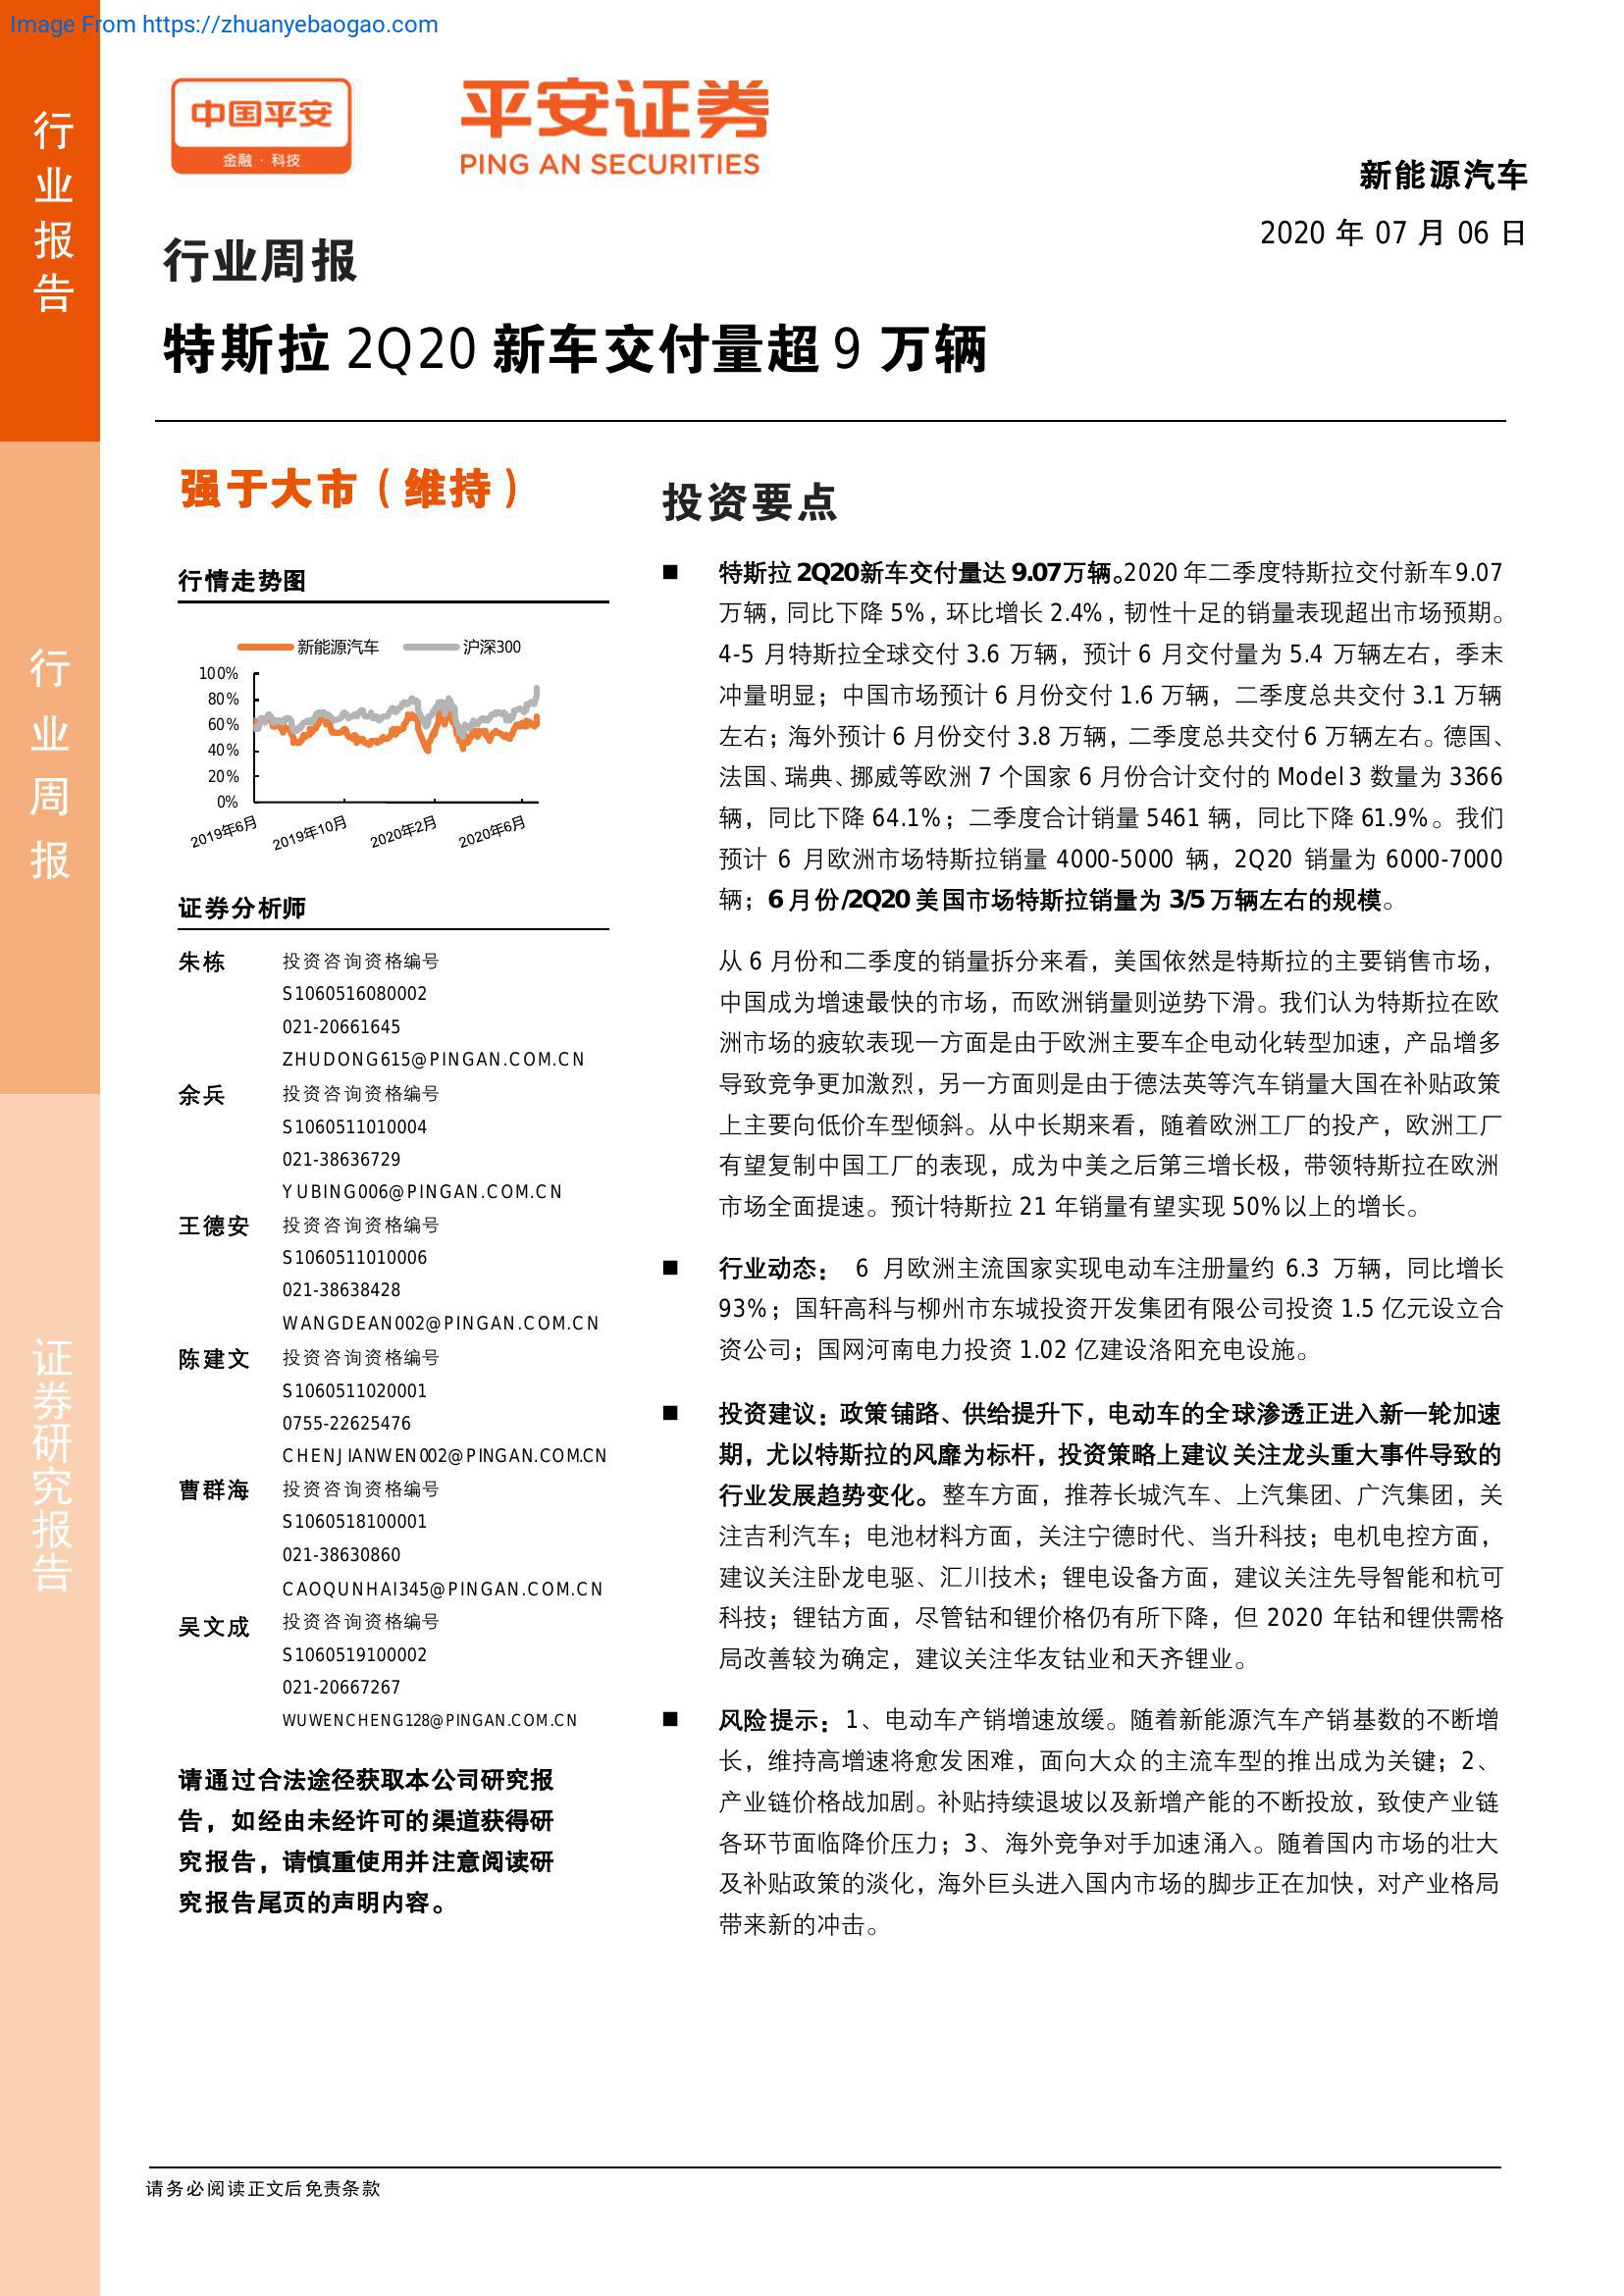 Image From https://zhuanyebaogao.com
行业报告
行业周报
证券研究报告
中国平安
金融·科技
平安证券
PING AN SECURITIES
新能源汽车
2020 年 07 月 06 日
行业周报
特斯拉 2Q20 新车交付量超 9 万辆
强于大市（维持）
行情走势图
新能源汽车 沪深300
100%
80%
60%
40%
20%
0%
2019年6月 2019年10月 2020年2月 2020年6月
证券分析师
朱栋 投资咨询资格编号
S1060516080002
021-20661645
ZHUDONG615@PINGAN.COM.CN
余兵 投资咨询资格编号
S1060511010004
021-38636729
YUBING006@PINGAN.COM.CN
王德安 投资咨询资格编号
S1060511010006
021-38638428
WANGDEAN002@PINGAN.COM.CN
陈建文 投资咨询资格编号
S1060511020001
0755-22625476
CHENJIANWEN002@PINGAN.COM.CN
曹群海 投资咨询资格编号
S1060518100001
021-38630860
CAOQUNHAI345@PINGAN.COM.CN
吴文成 投资咨询资格编号
S1060519100002
021-20667267
WUWENCHENG128@PINGAN.COM.CN
请通过合法途径获取本公司研究报
告，如经由未经许可的渠道获得研
究报告，请慎重使用并注意阅读研
究报告尾页的声明内容。
投资要点
■ 特斯拉 2Q20新车交付量达 9.07万辆。2020 年二季度特斯拉交付新车9.07
万辆，同比下降 5%，环比增长 2.4%，韧性十足的销量表现超出市场预期。
4-5 月特斯拉全球交付 3.6 万辆，预计 6 月交付量为 5.4 万辆左右，季末
冲量明显；中国市场预计 6 月份交付 1.6 万辆，二季度总共交付 3.1 万辆
左右；海外预计 6 月份交付 3.8 万辆，二季度总共交付 6 万辆左右。德国、
法国、瑞典、挪威等欧洲 7 个国家 6 月份合计交付的 Model 3 数量为 3366
辆，同比下降 64.1%；二季度合计销量 5461 辆，同比下降 61.9%。我们
预计 6 月欧洲市场特斯拉销量 4000-5000 辆，2Q20 销量为 6000-7000
辆；6 月份/2Q20 美国市场特斯拉销量为 3/5 万辆左右的规模。
从 6 月份和二季度的销量拆分来看，美国依然是特斯拉的主要销售市场，
中国成为增速最快的市场，而欧洲销量则逆势下滑。我们认为特斯拉在欧
洲市场的疲软表现一方面是由于欧洲主要车企电动化转型加速，产品增多
导致竞争更加激烈，另一方面则是由于德法英等汽车销量大国在补贴政策
上主要向低价车型倾斜。从中长期来看，随着欧洲工厂的投产，欧洲工厂
有望复制中国工厂的表现，成为中美之后第三增长极，带领特斯拉在欧洲
市场全面提速。预计特斯拉 21 年销量有望实现 50%以上的增长。
■ 行业动态： 6 月欧洲主流国家实现电动车注册量约 6.3 万辆，同比增长
93%；国轩高科与柳州市东城投资开发集团有限公司投资 1.5 亿元设立合
资公司；国网河南电力投资 1.02 亿建设洛阳充电设施。
■ 投资建议：政策铺路、供给提升下，电动车的全球渗透正进入新一轮加速
期，尤以特斯拉的风靡为标杆，投资策略上建议关注龙头重大事件导致的
行业发展趋势变化。整车方面，推荐长城汽车、上汽集团、广汽集团，关
注吉利汽车；电池材料方面，关注宁德时代、当升科技；电机电控方面，
建议关注卧龙电驱、汇川技术；锂电设备方面，建议关注先导智能和杭可
科技；锂钴方面，尽管钴和锂价格仍有所下降，但 2020 年钴和锂供需格
局改善较为确定，建议关注华友钴业和天齐锂业。
■ 风险提示：1、电动车产销增速放缓。随着新能源汽车产销基数的不断增
长，维持高增速将愈发困难，面向大众的主流车型的推出成为关键；2、
产业链价格战加剧。补贴持续退坡以及新增产能的不断投放，致使产业链
各环节面临降价压力；3、海外竞争对手加速涌入。随着国内市场的壮大
及补贴政策的淡化，海外巨头进入国内市场的脚步正在加快，对产业格局
带来新的冲击。
请务必阅读正文后免责条款